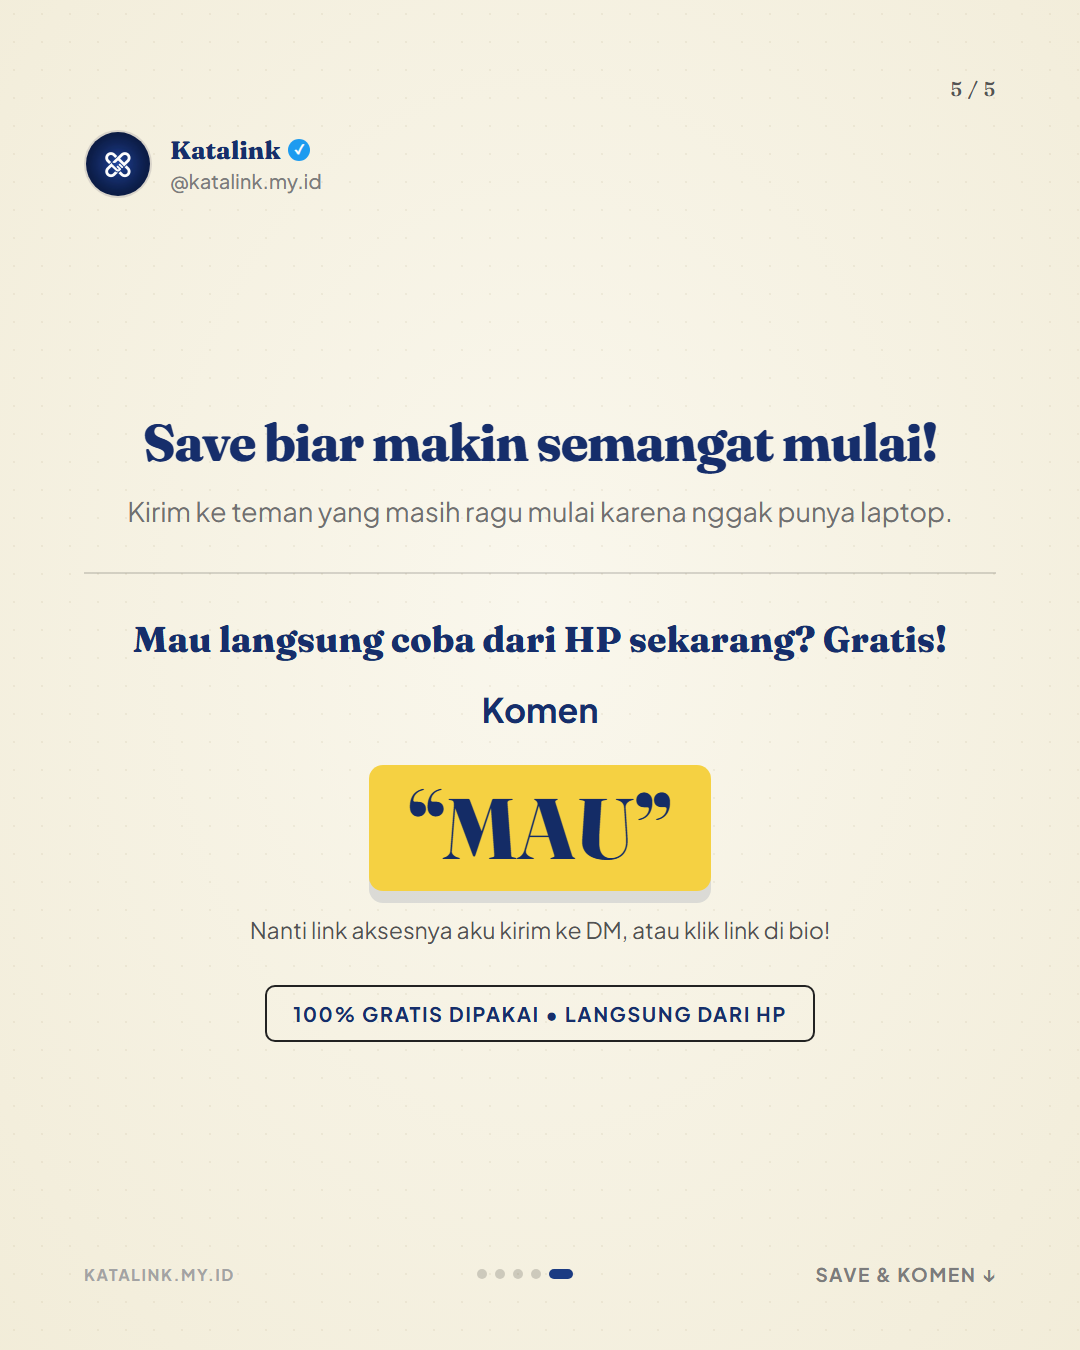 5 / 5
Katalink
@katalink.my.id
Save biar makin semangat mulai!
Kirim ke teman yang masih ragu mulai karena nggak punya laptop.
Mau langsung coba dari HP sekarang? Gratis!
Komen
“MAU”
Nanti link aksesnya aku kirim ke DM, atau klik link di bio!
100% GRATIS DIPAKAI • LANGSUNG DARI HP
KATALINK.MY.ID
SAVE & KOMEN ↓